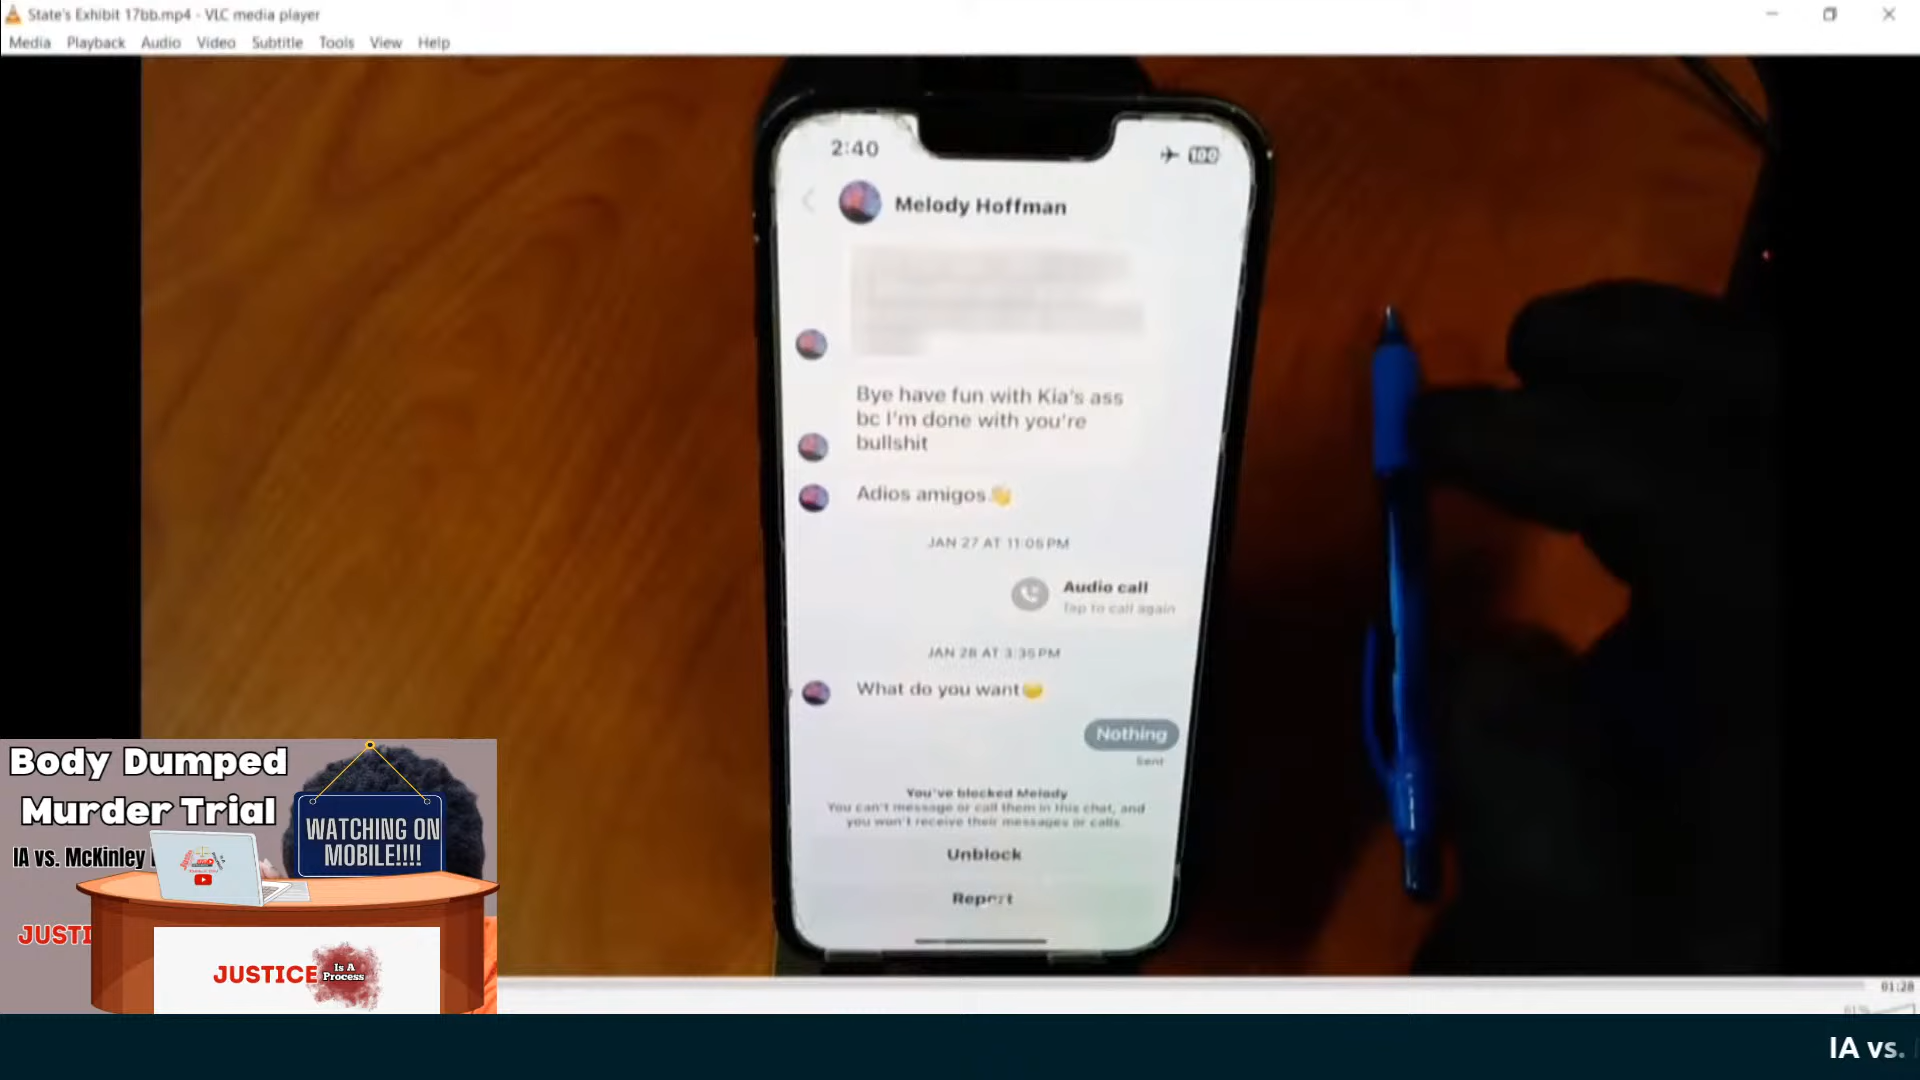 State's Exhibit 17bb.mp4 - VLC media player
Media Playback Audio Video Subtitle Tools View Help
2:40
100
Melody Hoffman
Bye have fun with Kia's ass
bc I'm done with you're
bullshit
Adios amigos👋
JAN 27 AT 11:05 PM
Audio call
Tap to call again
JAN 28 AT 3:35 PM
What do you want
Nothing
Sent
You've blocked Melody
You can't message or call them in this chat, and
you won't receive their messages or calls.
Unblock
Report
01:28
Body Dumped
Murder Trial
WATCHING ON
MOBILE!!!!
IA vs. McKinley
JUSTI
JUSTICE Is A
Process
IA vs.